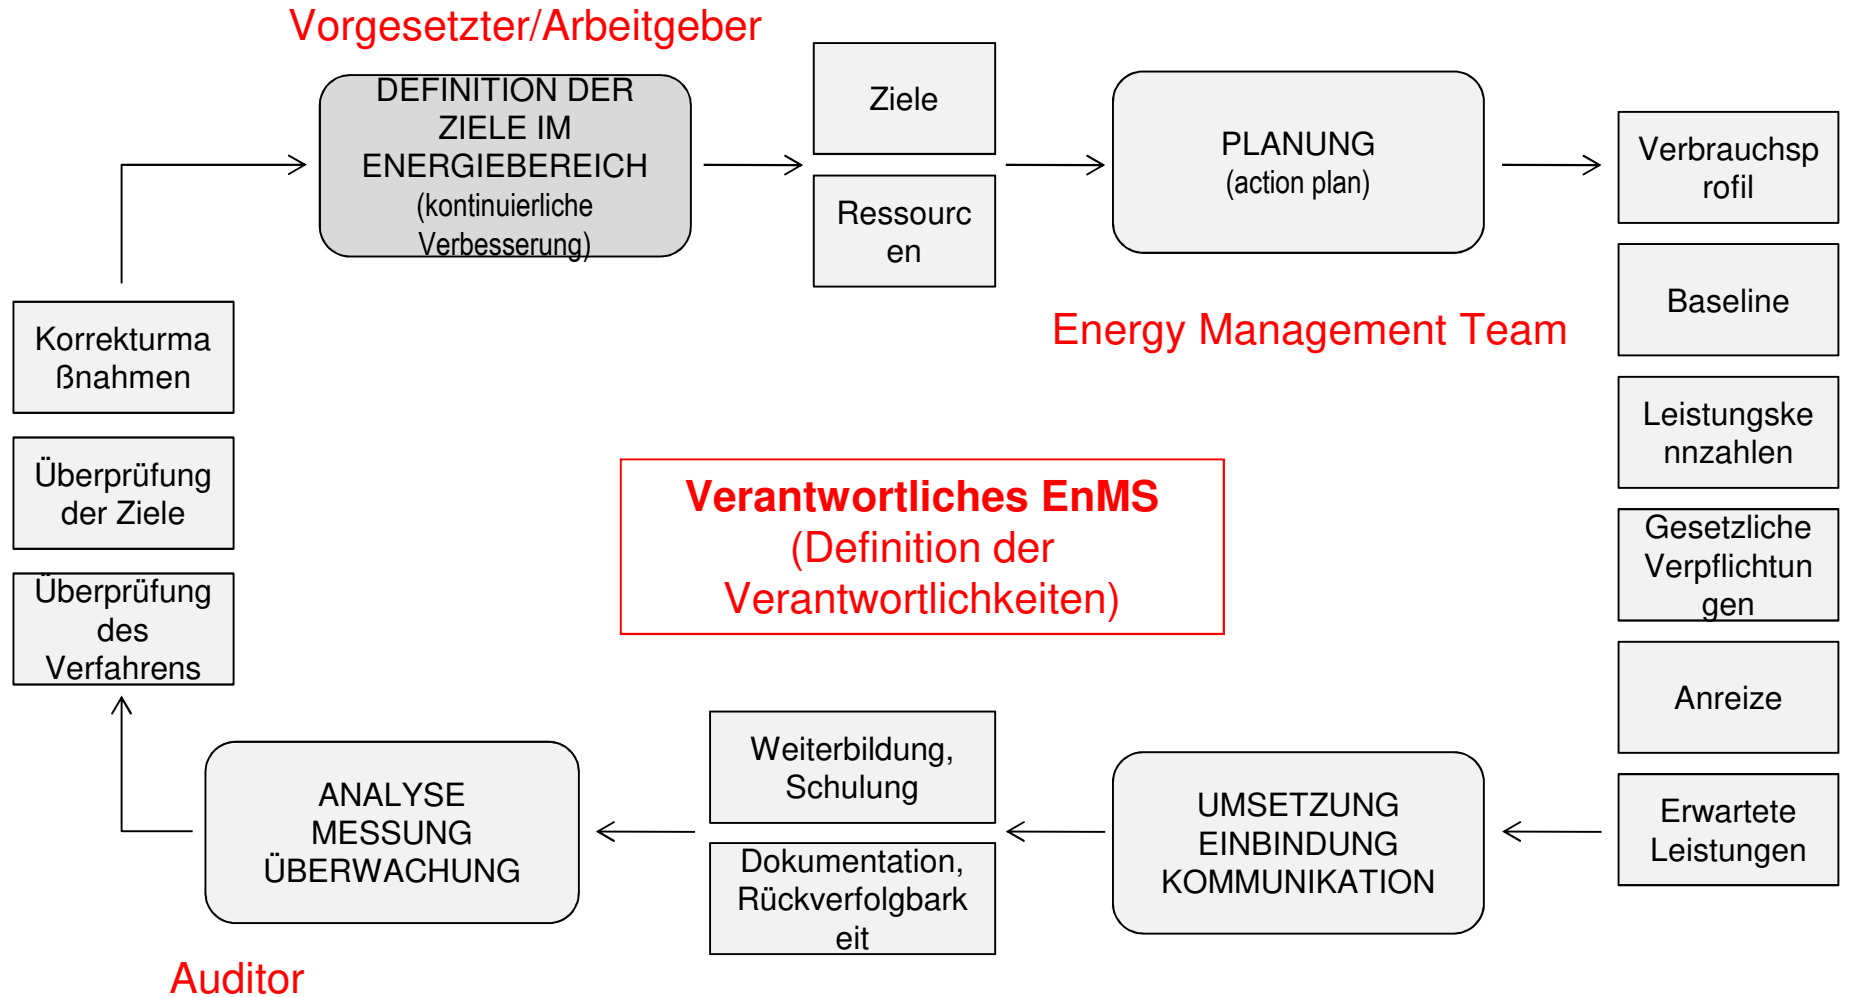 Vorgesetzter/Arbeitgeber
DEFINITION DER
ZIELE IM
ENERGIEBEREICH
(kontinuierliche
Verbesserung)
Ziele
Ressourc
en
PLANUNG
(action plan)
Verbrauchsp
rofil
Baseline
Leistungske
nnzahlen
Gesetzliche
Verpflichtun
gen
Anreize
Erwartete
Leistungen
Energy Management Team
Verantwortliches EnMS
(Definition der
Verantwortlichkeiten)
UMSETZUNG
EINBINDUNG
KOMMUNIKATION
Weiterbildung,
Schulung
Dokumentation,
Rückverfolgbark
eit
ANALYSE
MESSUNG
ÜBERWACHUNG
Auditor
Korrekturma
ßnahmen
Überprüfung
der Ziele
Überprüfung
des
Verfahrens